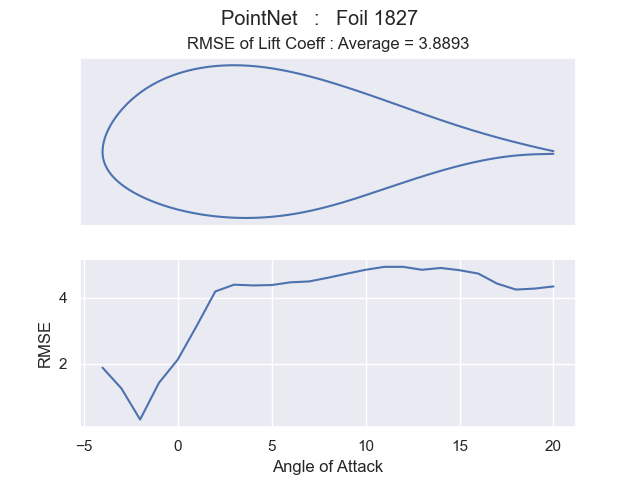 PointNet : Foil 1827
RMSE of Lift Coeff : Average = 3.8893
4
2
RMSE
−5 0 5 10 15 20
Angle of Attack